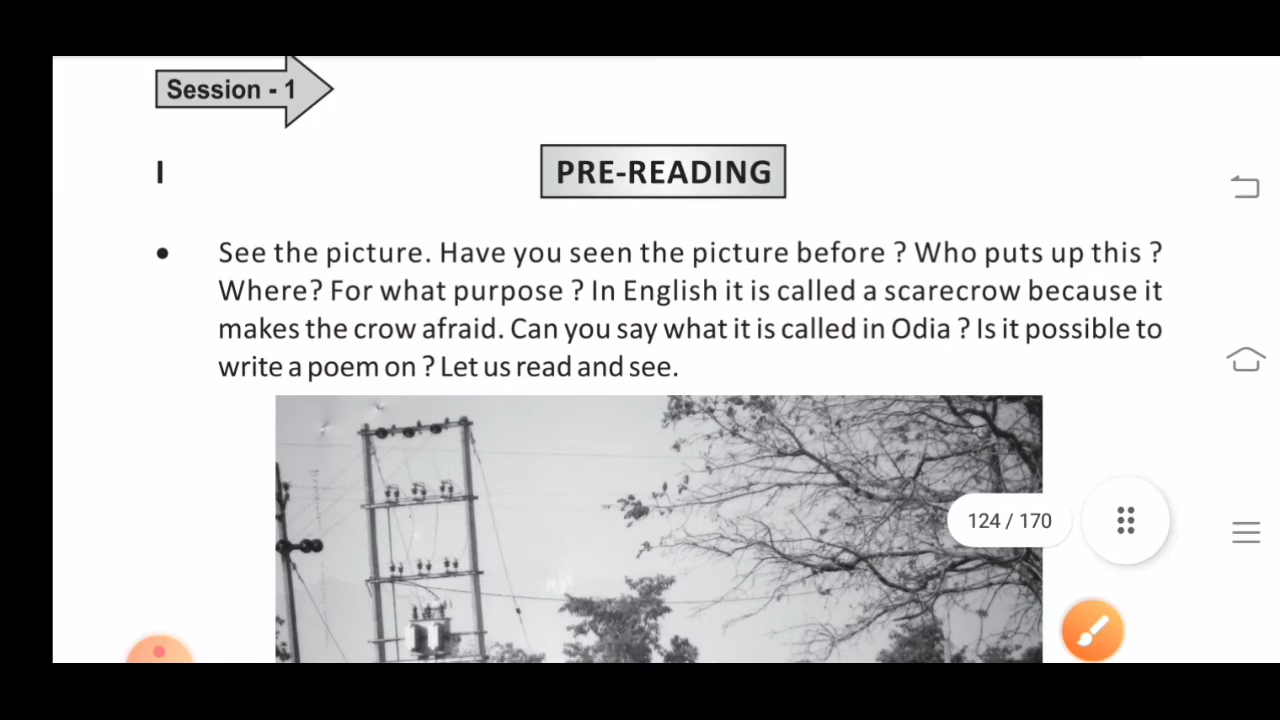 Session - 1
I
PRE-READING
• See the picture. Have you seen the picture before ? Who puts up this ?
Where? For what purpose ? In English it is called a scarecrow because it
makes the crow afraid. Can you say what it is called in Odia ? Is it possible to
write a poem on ? Let us read and see.
124 / 170